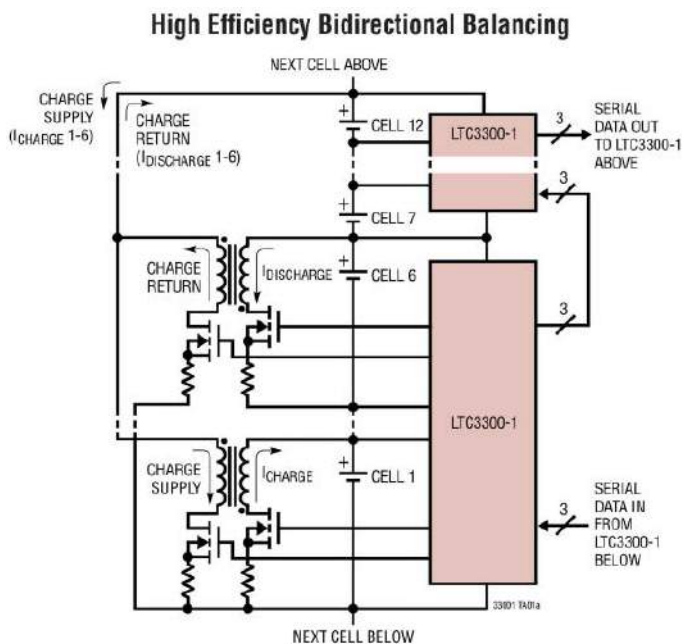 High Efficiency Bidirectional Balancing
NEXT CELL ABOVE
CHARGE
SUPPLY
(ICHARGE 1-6)
CHARGE
RETURN
(IDISCHARGE 1-6)
+
CELL 12
LTC3300-1
3
SERIAL
DATA OUT
TO LTC3300-1
ABOVE
+
CELL 7
3
CHARGE
RETURN
IDISCHARGE
+
CELL 6
3
LTC3300-1
CHARGE
SUPPLY
ICHARGE
+
CELL 1
3
SERIAL
DATA IN
FROM
LTC3300-1
BELOW
33001 TA01a
NEXT CELL BELOW